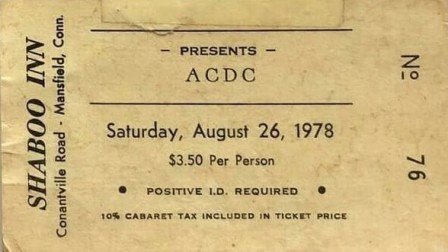 SHABOO INN
Conantville Road - Mansfield, Conn.
- PRESENTS -
ACDC
Saturday, August 26, 1978
$3.50 Per Person
• POSITIVE I.D. REQUIRED •
10% CABARET TAX INCLUDED IN TICKET PRICE
No 76